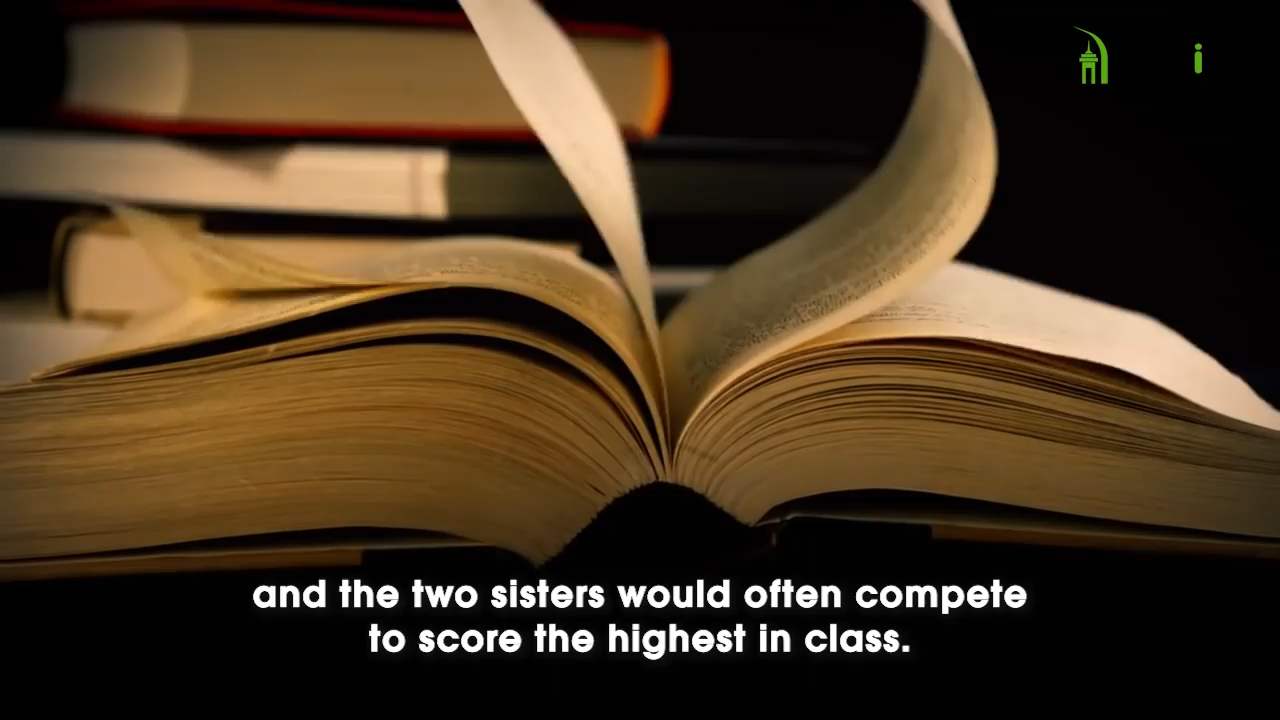 i
and the two sisters would often compete
to score the highest in class.